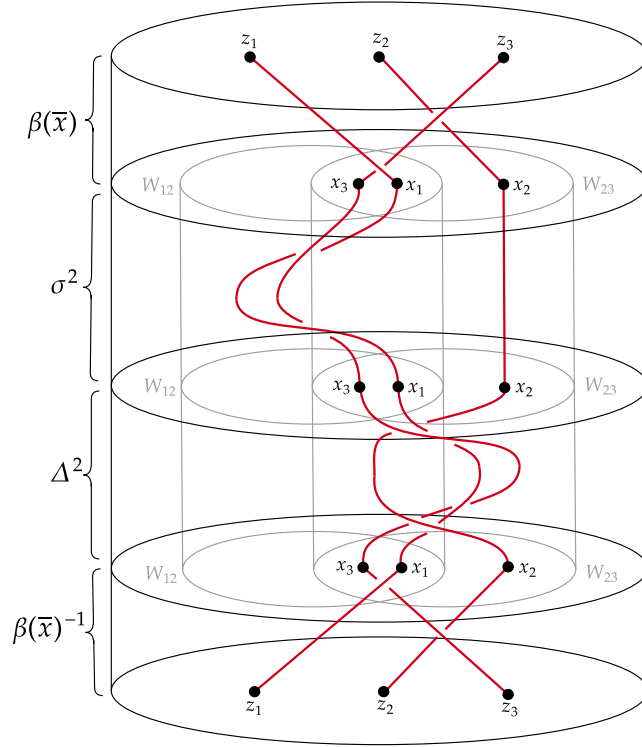 z₁ z₂ z₃
β(x̅)
W₁₂ x₃ x₁ x₂ W₂₃
σ²
W₁₂ x₃ x₁ x₂ W₂₃
Δ²
W₁₂ x₃ x₁ x₂ W₂₃
β(x̅)⁻¹
z₁ z₂ z₃